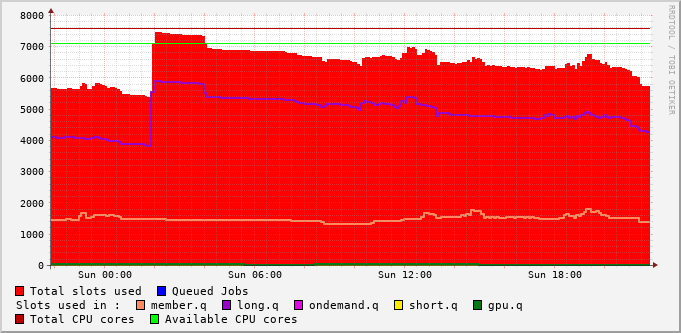 8000
7000
6000
5000
4000
3000
2000
1000
0
Sun 00:00 Sun 06:00 Sun 12:00 Sun 18:00
RRDTOOL / TOBI OETIKER
Total slots used Queued Jobs
Slots used in : member.q long.q ondemand.q short.q gpu.q
Total CPU cores Available CPU cores